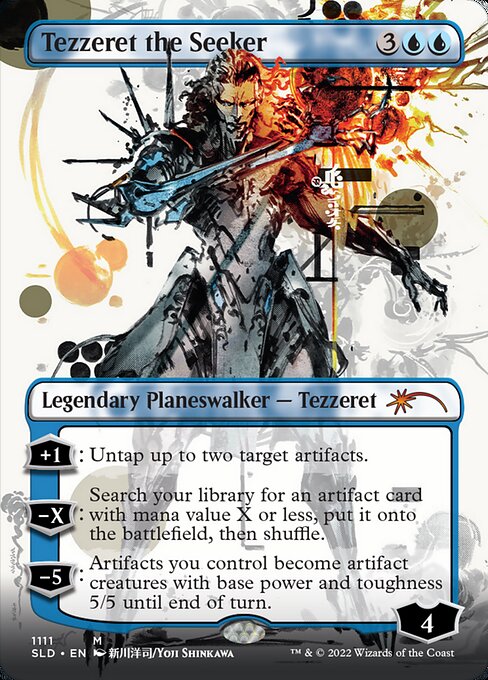 Tezzeret the Seeker 3
Legendary Planeswalker — Tezzeret
+1 : Untap up to two target artifacts.
−X : Search your library for an artifact card
with mana value X or less, put it onto
the battlefield, then shuffle.
−5 : Artifacts you control become artifact
creatures with base power and toughness
5/5 until end of turn.
4
1111 M
SLD • EN 新川洋司/Yoji Shinkawa
™ & © 2022 Wizards of the Coast